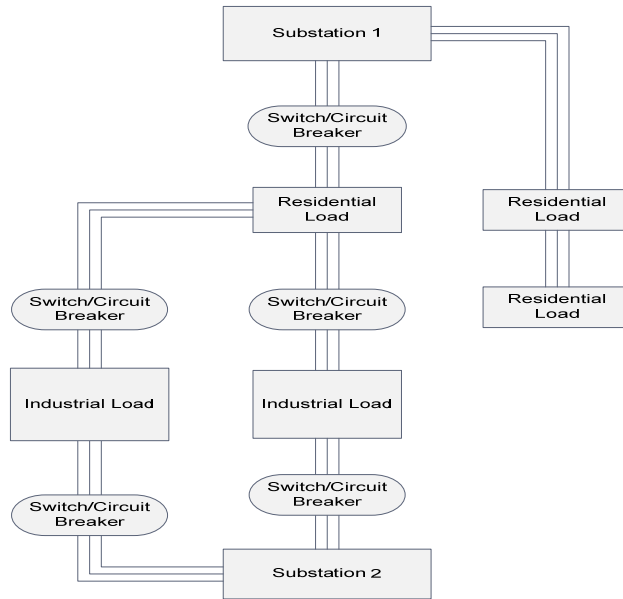 Substation 1
Switch/Circuit
Breaker
Residential
Load
Residential
Load
Switch/Circuit
Breaker
Switch/Circuit
Breaker
Residential
Load
Industrial Load
Industrial Load
Switch/Circuit
Breaker
Switch/Circuit
Breaker
Substation 2